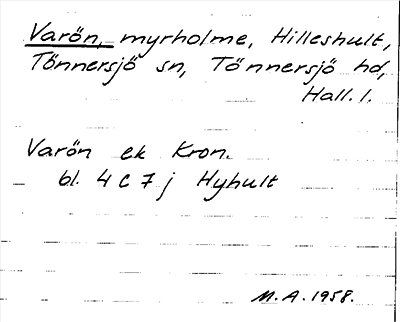 Varön, myrholme, Hilleshult,
Tönnersjö sn, Tönnersjö hd,
Hall. l.
Varön ek Kron.
bl. 4 C 7 j Hyhult
M. A. 1958.